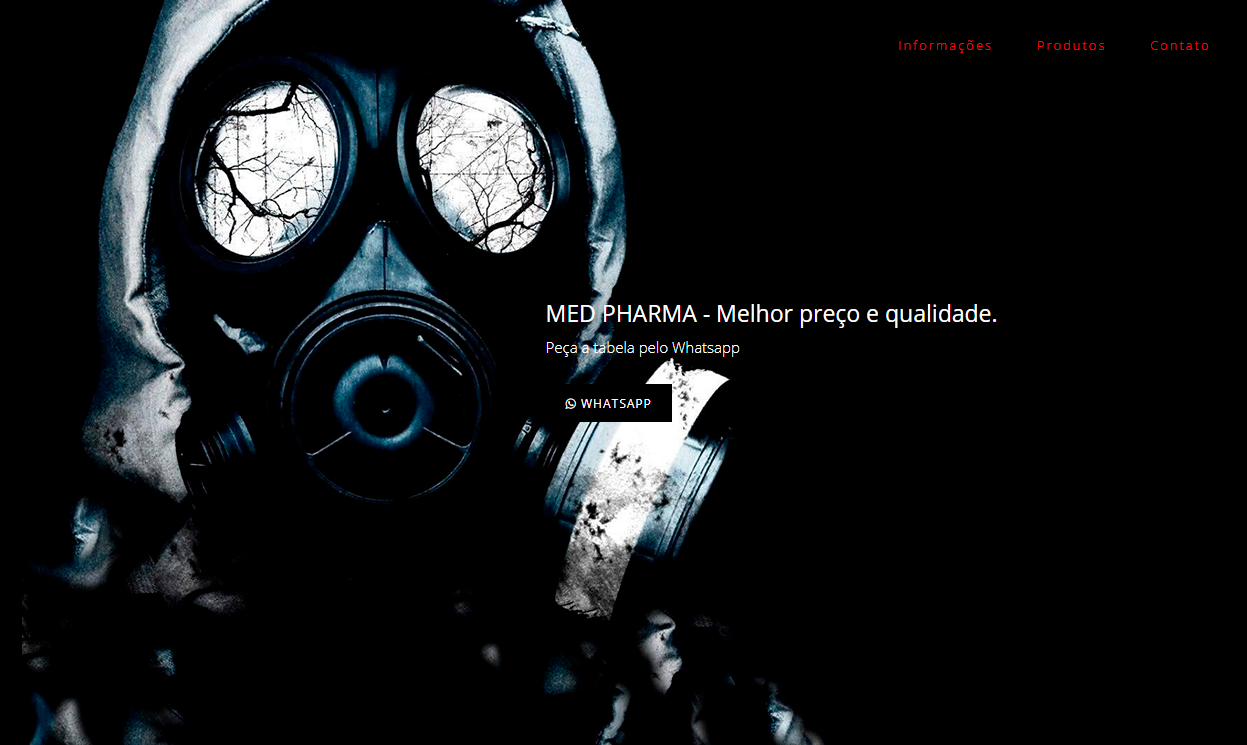 Informações Produtos Contato
MED PHARMA - Melhor preço e qualidade.
Peça a tabela pelo Whatsapp
WHATSAPP